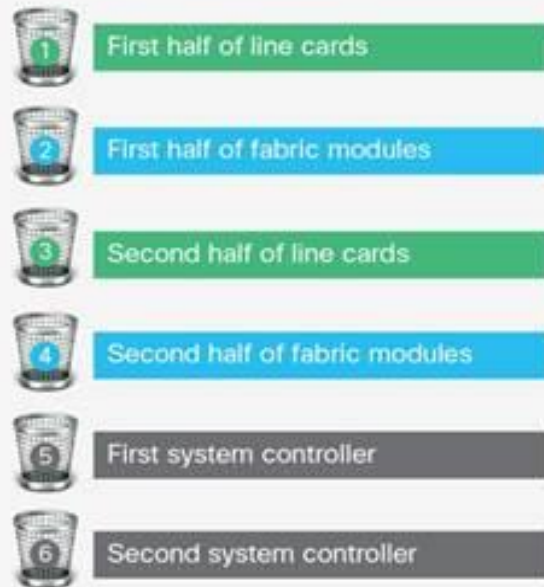 1 First half of line cards
2 First half of fabric modules
3 Second half of line cards
4 Second half of fabric modules
5 First system controller
6 Second system controller